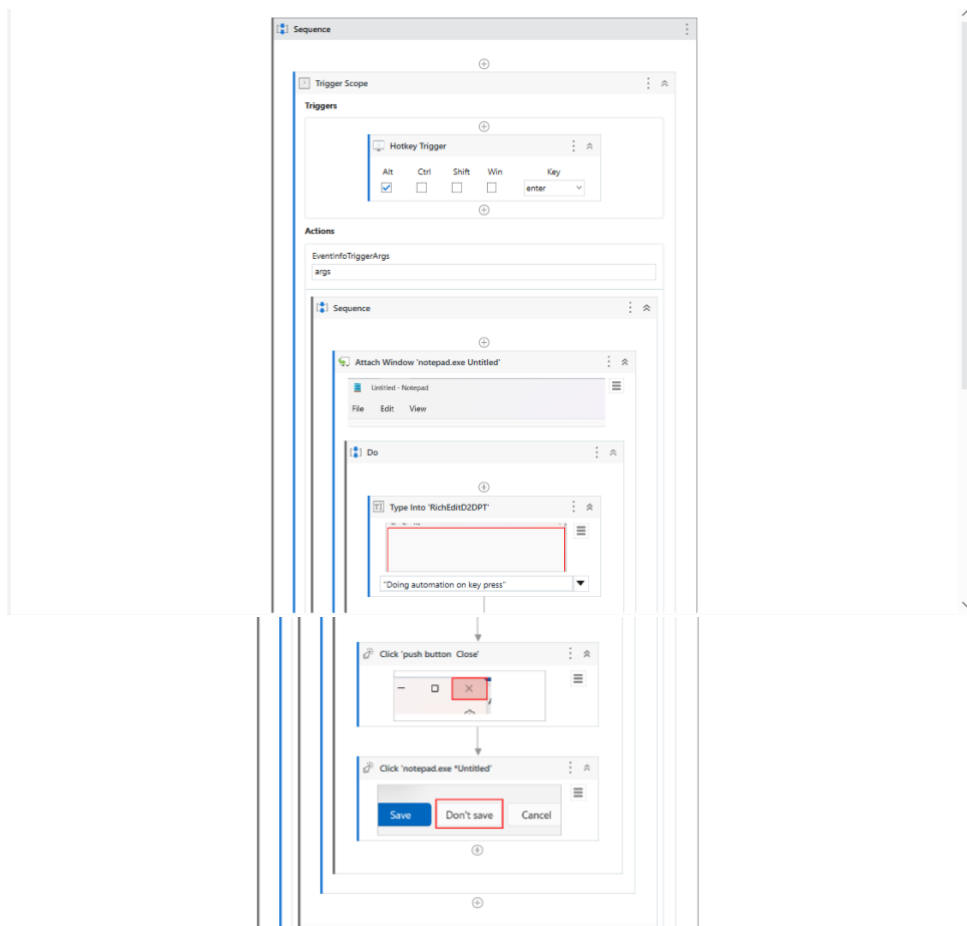 Sequence
Trigger Scope
Triggers
Hotkey Trigger
Alt Ctrl Shift Win Key
enter
Actions
EventinfoTriggerArgs
args
Sequence
Attach Window 'notepad.exe Untitled'
Untitled - Notepad
File Edit View
Do
Type Into 'RichEditD2DPT'
"Doing automation on key press"
Click 'push button Close'
Click 'notepad.exe *Untitled'
Save Don't save Cancel